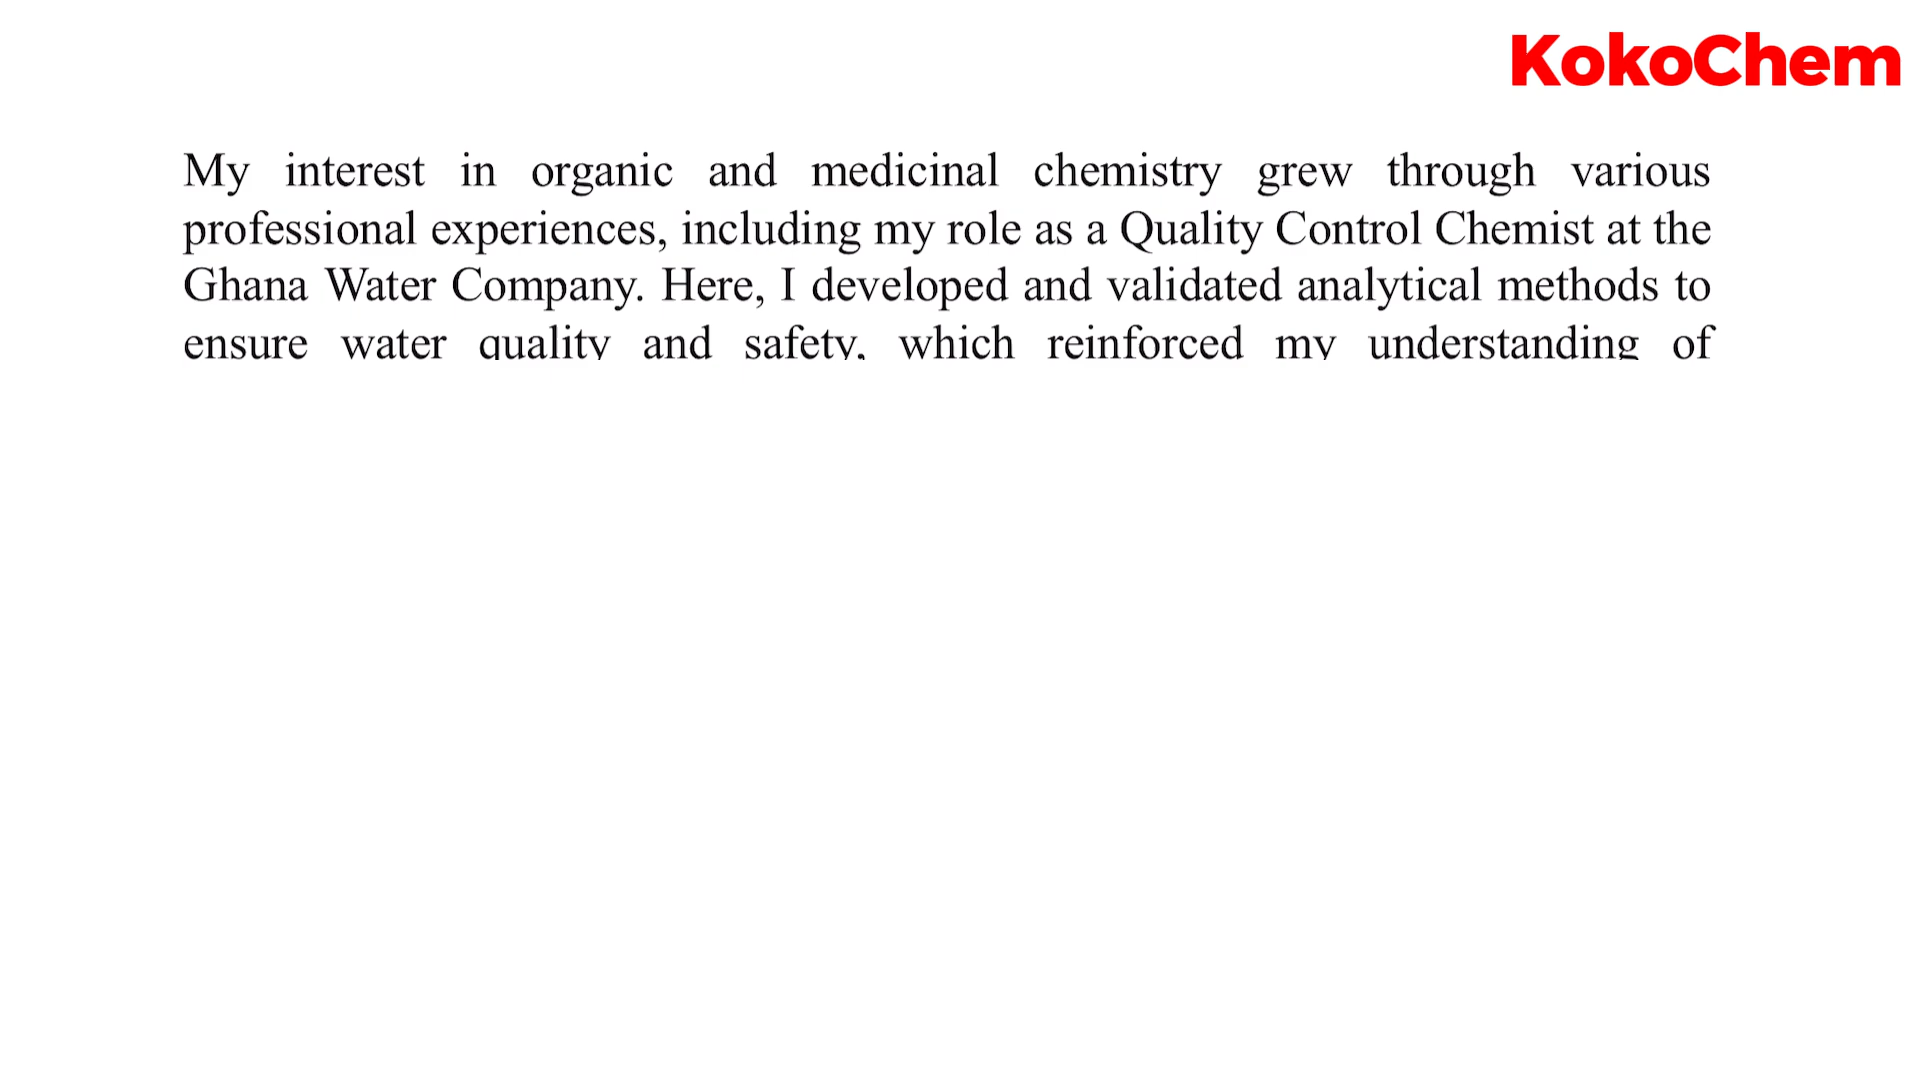 KokoChem
My interest in organic and medicinal chemistry grew through various
professional experiences, including my role as a Quality Control Chemist at the
Ghana Water Company. Here, I developed and validated analytical methods to
ensure water quality and safety, which reinforced my understanding of